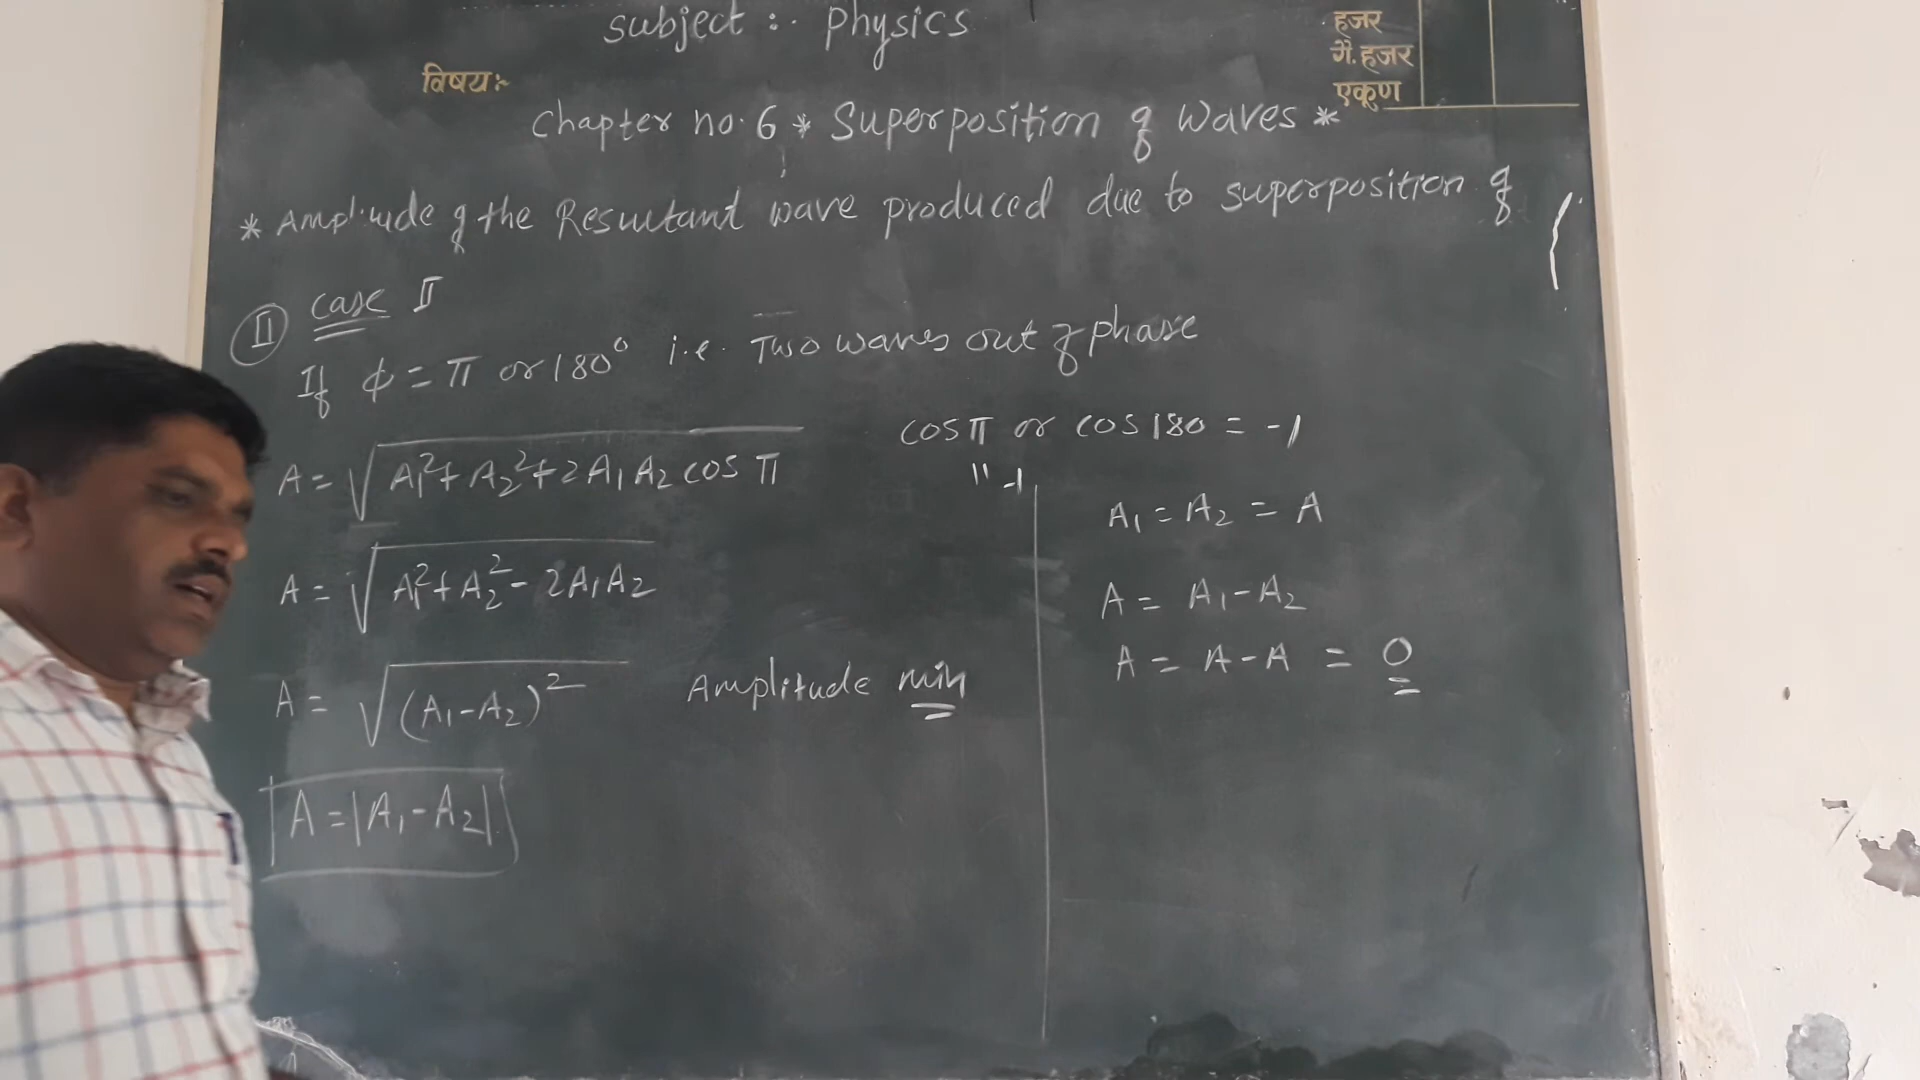 Subject :- Physics
हजर
गै. हजर
विषय:-
एकूण
Chapter no. 6 * Superposition of Waves *
* Amplitude of the Resultant wave produced due to superposition of
II Case II
If φ = π or 180° i.e. Two waves out of phase
cos π or cos 180 = -1
" -1
A = √A₁²+A₂²+2A₁A₂ cos π
A₁ = A₂ = A
A = √A₁²+A₂²-2A₁A₂
A = A₁-A₂
A = A-A = 0
A = √(A₁-A₂)² Amplitude min
A = |A₁-A₂|